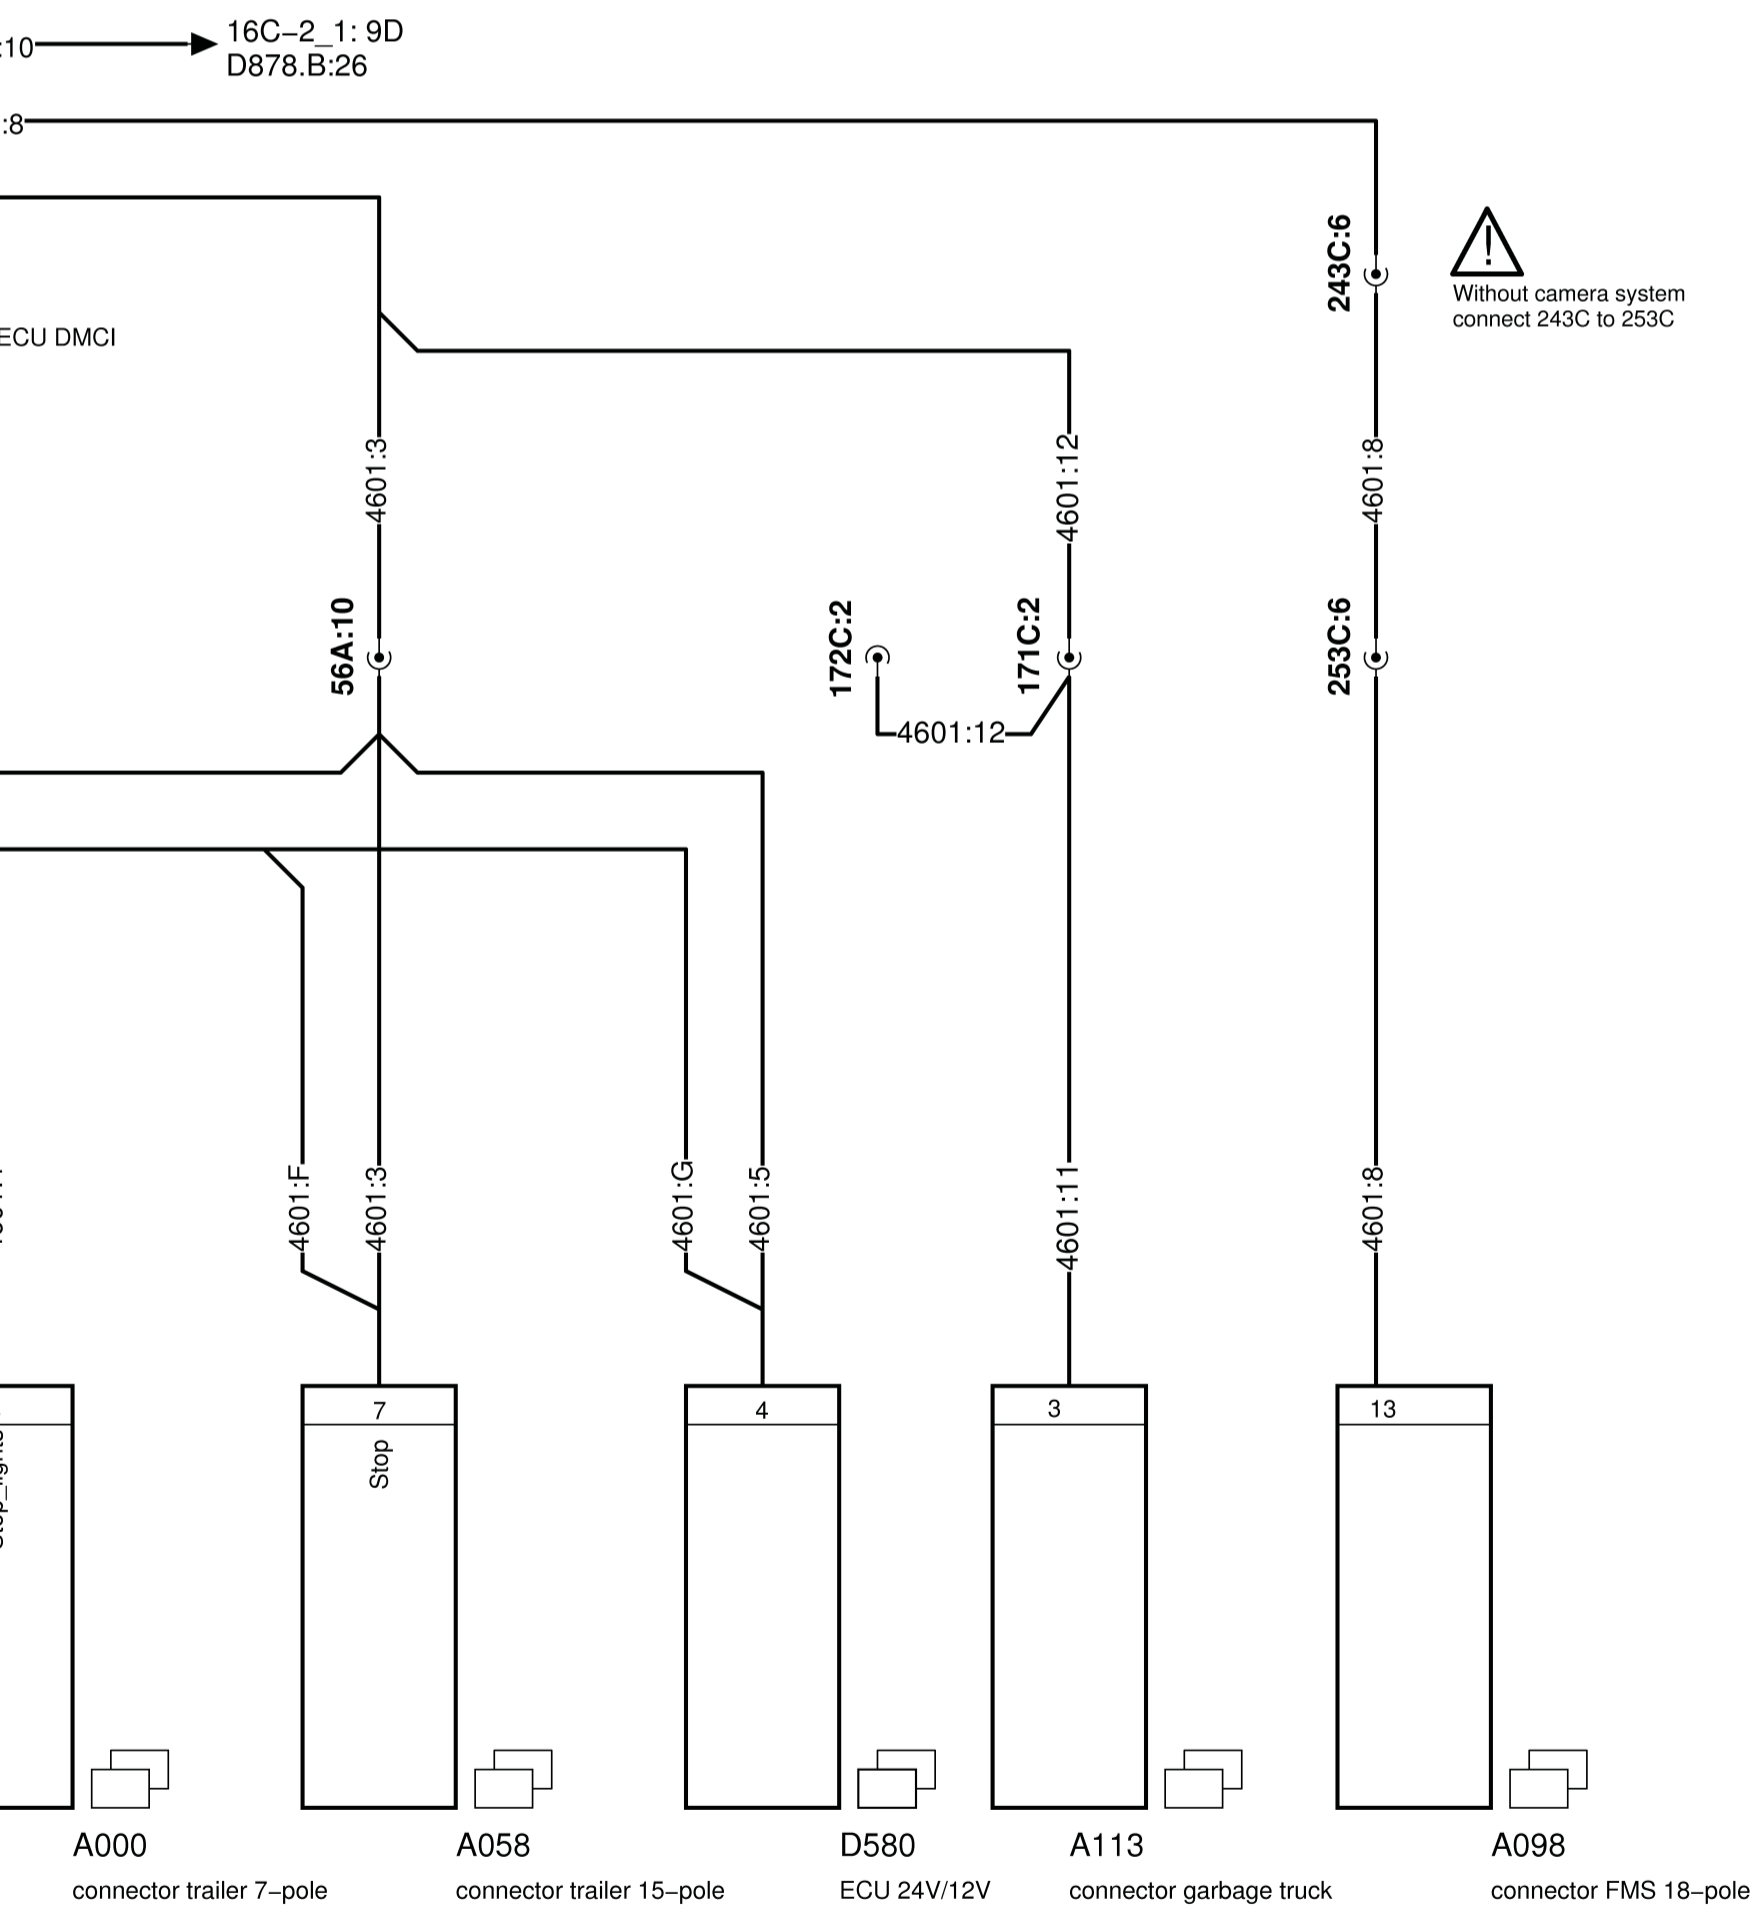 :10
16C–2_1: 9D
D878.B:26
:8
243C:6
Without camera system
connect 243C to 253C
ECU DMCI
4601:3
4601:12
4601:8
56A:10
172C:2
171C:2
253C:6
4601:12
4601:F
4601:3
4601:G
4601:5
4601:11
4601:8
7
4
3
13
Stop
A000
A058
D580
A113
A098
connector trailer 7–pole
connector trailer 15–pole
ECU 24V/12V
connector garbage truck
connector FMS 18–pole